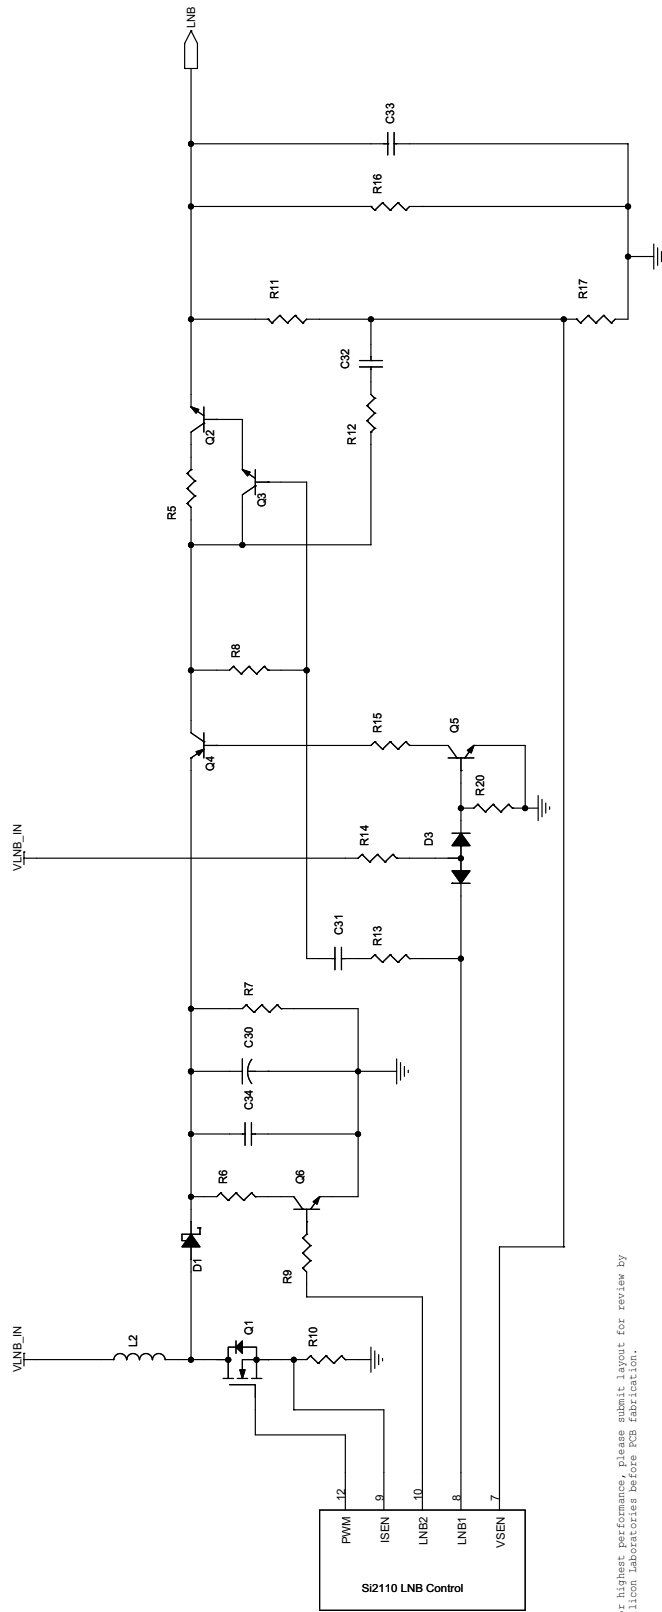 LNB
C33
R16
R11
R17
C32
R12
Q2
R5
Q3
R8
Q4
R15
Q5
R20
VLNB_IN
R14
D3
C31
R13
R7
C30
C34
R6
Q6
D1
R9
VLNB_IN
L2
Q1
R10
12
9
10
8
7
PWM
ISEN
LNB2
LNB1
VSEN
Si2110 LNB Control
highest performance, please submit layout for review by
Laboratories before PCB fabrication.